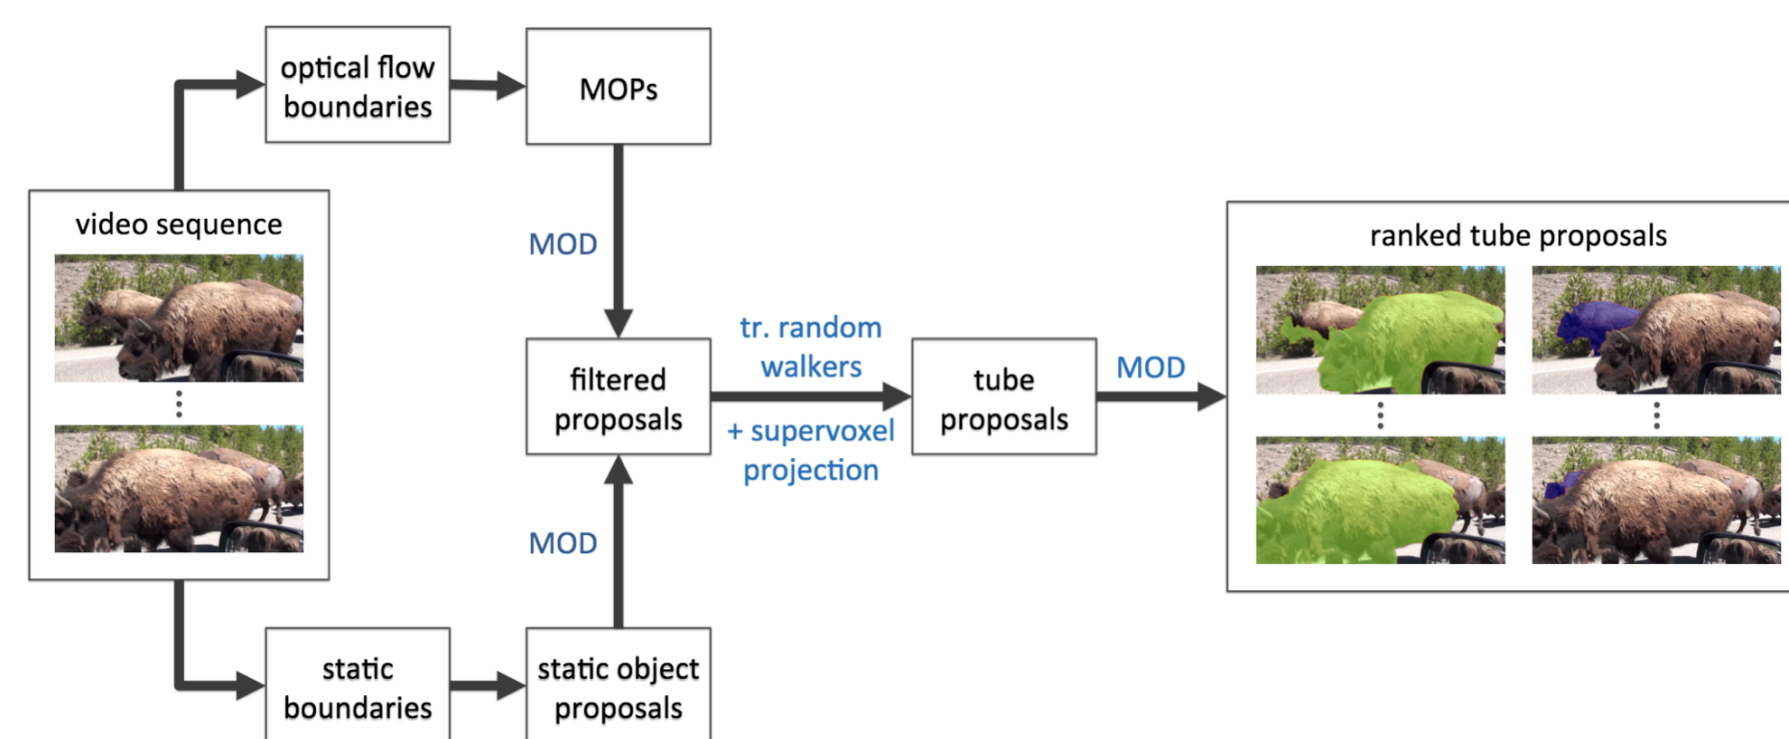 optical flow
boundaries
MOPs
video sequence
MOD
ranked tube proposals
tr. random
walkers
filtered
proposals
tube
proposals
MOD
+ supervoxel
projection
MOD
static
boundaries
static object
proposals